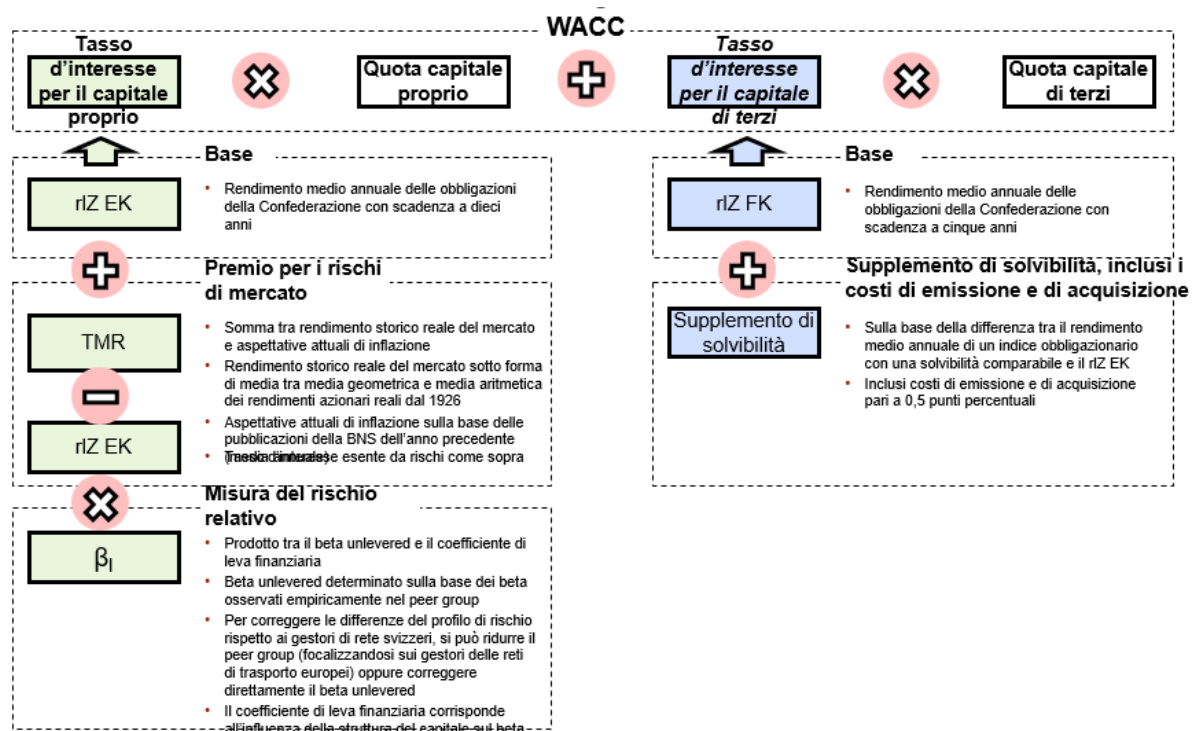 WACC
Tasso
d'interesse
per il capitale
proprio
Quota capitale
proprio
Tasso
d'interesse
per il capitale
di terzi
Quota capitale
di terzi
Base
rIZ EK
• Rendimento medio annuale delle obbligazioni
della Confederazione con scadenza a dieci
anni
Premio per i rischi
di mercato
TMR
rIZ EK
• Somma tra rendimento storico reale del mercato
e aspettative attuali di inflazione
• Rendimento storico reale del mercato sotto forma
di media tra media geometrica e media aritmetica
dei rendimenti azionari reali dal 1926
• Aspettative attuali di inflazione sulla base delle
pubblicazioni della BNS dell'anno precedente
• esente da rischi come sopra
Misura del rischio
relativo
βl
• Prodotto tra il beta unlevered e il coefficiente di
leva finanziaria
• Beta unlevered determinato sulla base dei beta
osservati empiricamente nel peer group
• Per correggere le differenze del profilo di rischio
rispetto ai gestori di rete svizzeri, si può ridurre il
peer group (focalizzandosi sui gestori delle reti
di trasporto europei) oppure correggere
direttamente il beta unlevered
• Il coefficiente di leva finanziaria corrisponde
all'influenza della struttura del capitale sul beta
Base
rIZ FK
• Rendimento medio annuale delle
obbligazioni della Confederazione con
scadenza a cinque anni
Supplemento di solvibilità, inclusi i
costi di emissione e di acquisizione
Supplemento di
solvibilità
• Sulla base della differenza tra il rendimento
medio annuale di un indice obbligazionario
con una solvibilità comparabile e il rIZ EK
• Inclusi costi di emissione e di acquisizione
pari a 0,5 punti percentuali